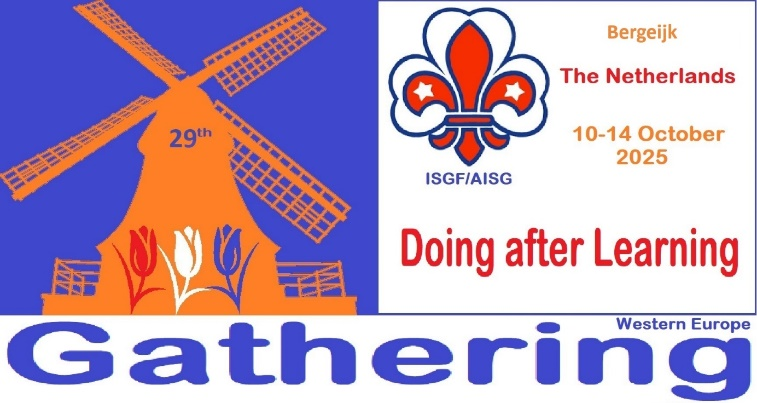 29th
ISGF/AISG
Bergeijk
The Netherlands
10-14 October
2025
Doing after Learning
Western Europe
Gathering